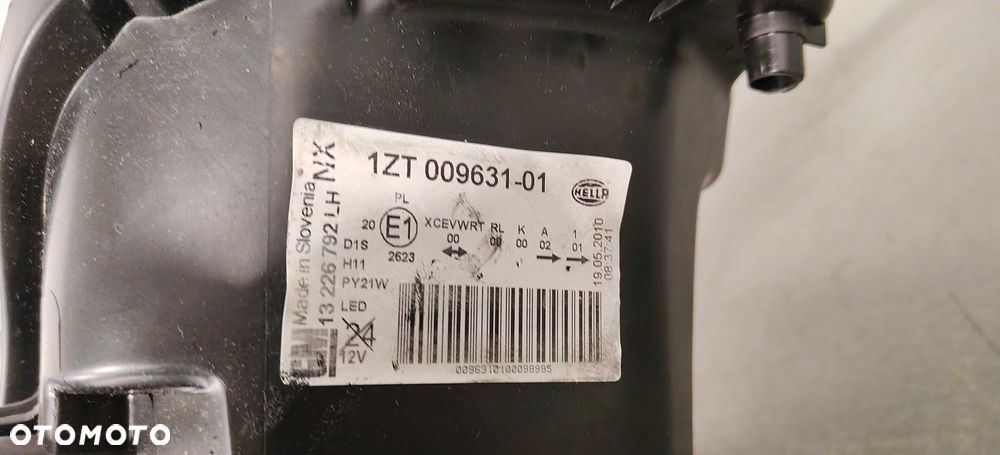 1ZT 009631-01
HELLA
PL
20 E1 XCEVWRT RL K A 1
2623 00 00 00 02 01
D1S
H11
PY21W
LED
24
12V
Made in Slovenia
13 226 792 LH NX
GM
19.05.2010
08:37:41
0096310100098995
OTOMOTO